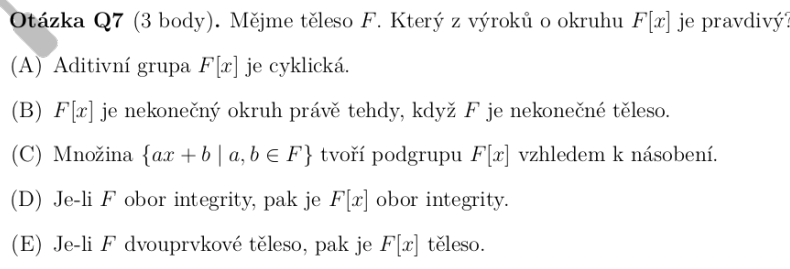 Otázka Q7 (3 body). Mějme těleso F. Který z výroků o okruhu F[x] je pravdivý?
(A) Aditivní grupa F[x] je cyklická.
(B) F[x] je nekonečný okruh právě tehdy, když F je nekonečné těleso.
(C) Množina {ax + b | a, b ∈ F} tvoří podgrupu F[x] vzhledem k násobení.
(D) Je-li F obor integrity, pak je F[x] obor integrity.
(E) Je-li F dvouprvkové těleso, pak je F[x] těleso.